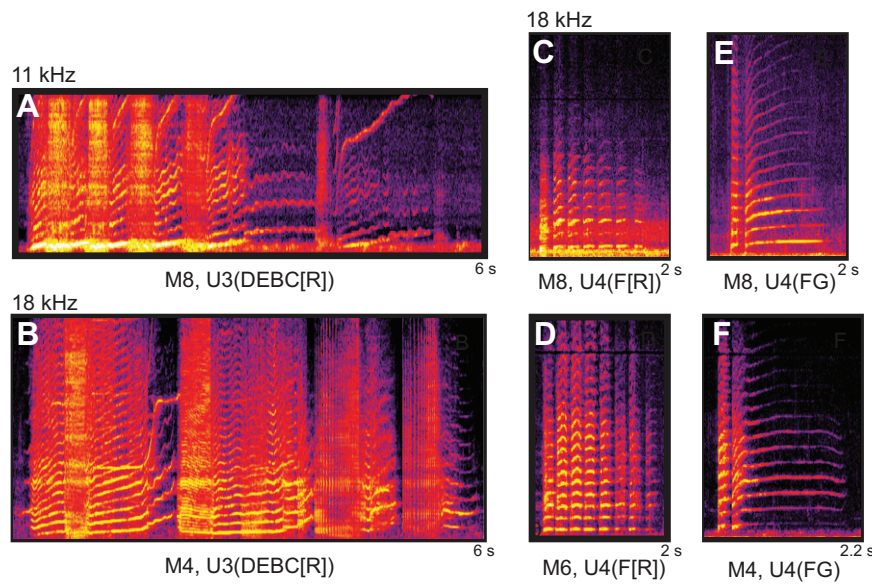 11 kHz
A
6 s
M8, U3(DEBC[R])
18 kHz
B
B
6 s
M4, U3(DEBC[R])
18 kHz
C
C
2 s
M8, U4(F[R])
E
2 s
M8, U4(FG)
D
D
2 s
M6, U4(F[R])
F
F
2.2 s
M4, U4(FG)